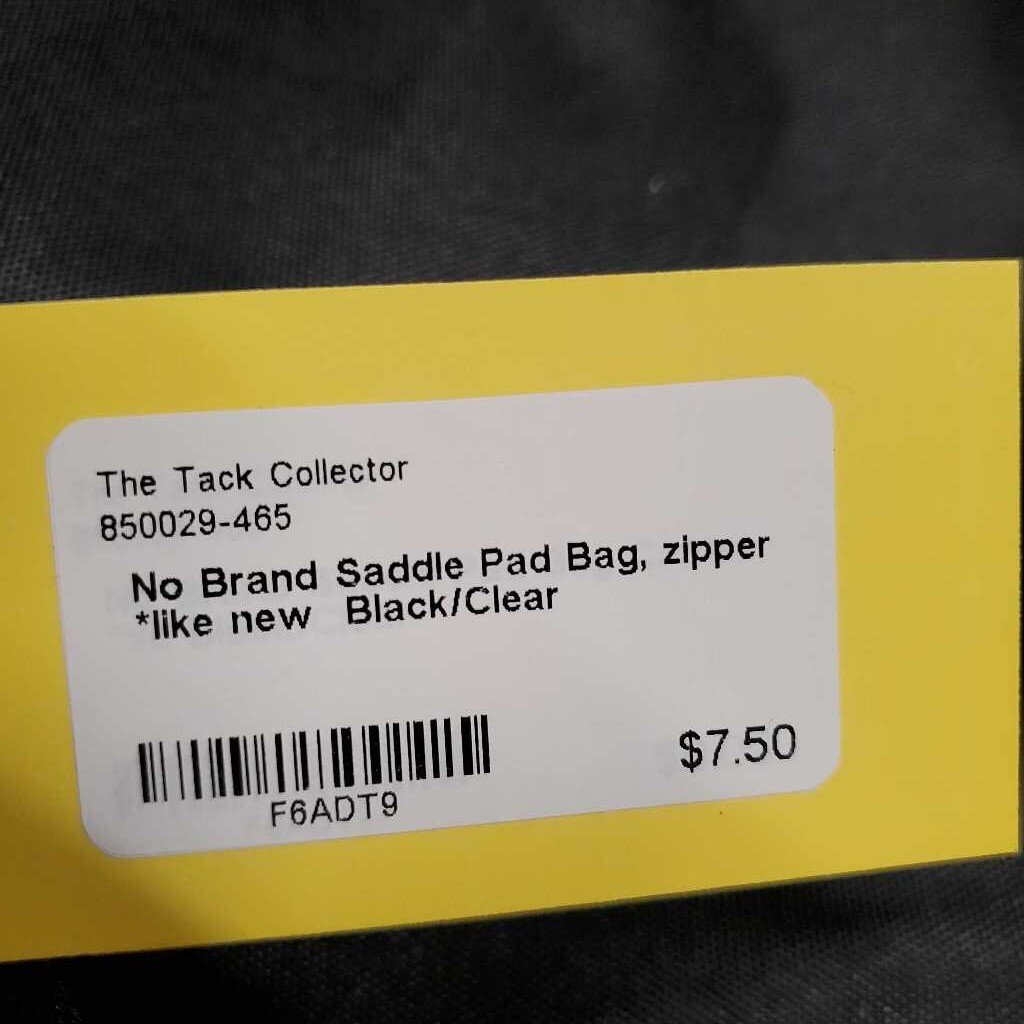 The Tack Collector
850029-465
No Brand Saddle Pad Bag, zipper
*like new Black/Clear
$7.50
F6ADT9